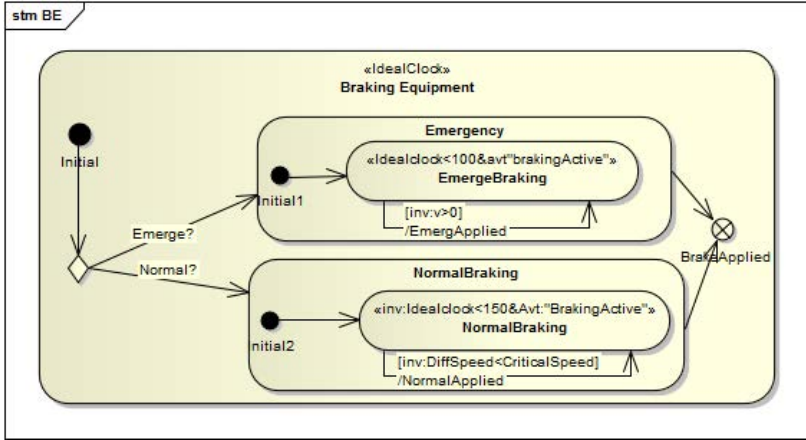 stm BE
«IdealClock»
Braking Equipment
Initial
Emergency
«Idealclock<100&avt"brakingActive"»
EmergeBraking
Initial1
[inv:v>0]
/EmergApplied
Emerge?
BrakeApplied
Normal?
NormalBraking
«inv:Idealclock<150&Avt:"BrakingActive"»
NormalBraking
Initial2
[inv:DiffSpeed<CriticalSpeed]
/NormalApplied